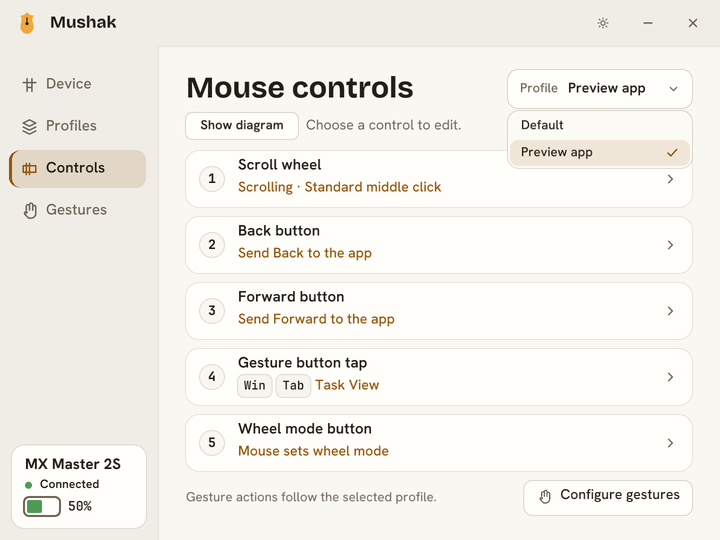 Mushak
Device
Profiles
Controls
Gestures
MX Master 2S
Connected
50%
Mouse controls
Profile Preview app
Default
Preview app
Show diagram Choose a control to edit.
1 Scroll wheel
Scrolling · Standard middle click
2 Back button
Send Back to the app
3 Forward button
Send Forward to the app
4 Gesture button tap
Win Tab Task View
5 Wheel mode button
Mouse sets wheel mode
Gesture actions follow the selected profile.
Configure gestures